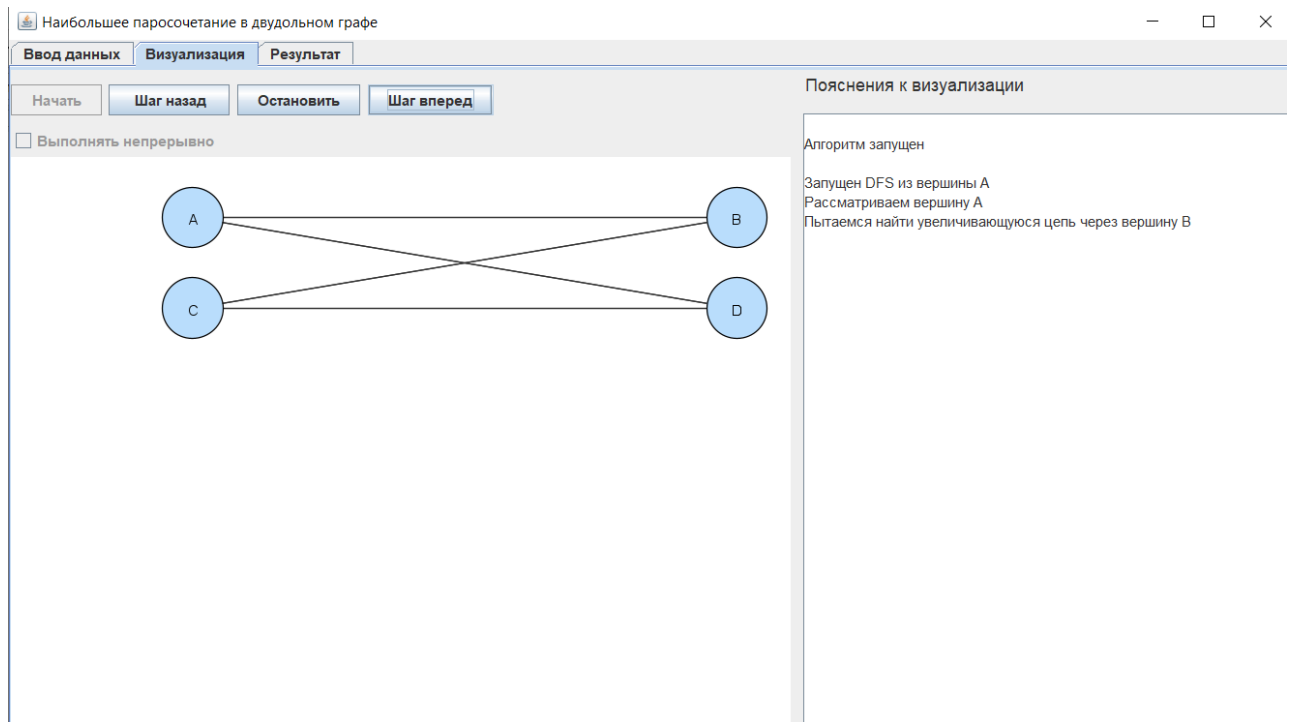 Наибольшее паросочетание в двудольном графе
Ввод данных Визуализация Результат
Начать Шаг назад Остановить Шаг вперед
Выполнять непрерывно
Пояснения к визуализации
Алгоритм запущен
Запущен DFS из вершины A
Рассматриваем вершину A
Пытаемся найти увеличивающуюся цепь через вершину B
A B
C D